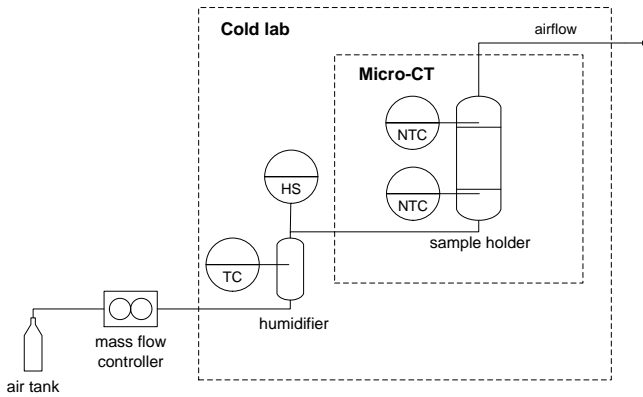 Cold lab
airflow
Micro-CT
NTC
HS
NTC
sample holder
TC
humidifier
mass flow
controller
air tank